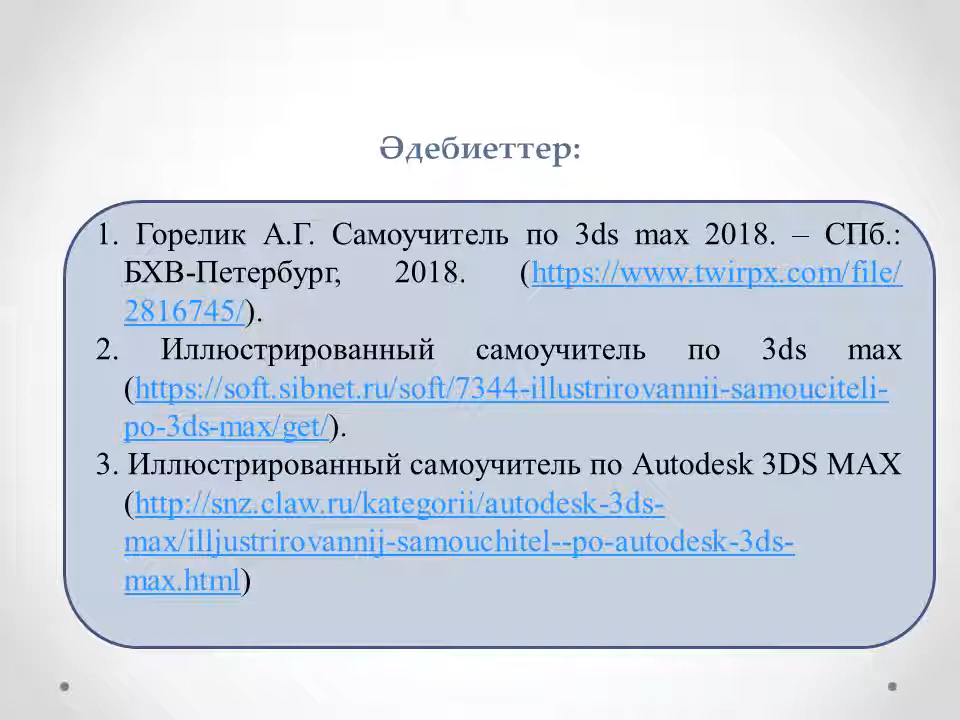 Әдебиеттер:
1. Горелик А.Г. Самоучитель по 3ds max 2018. – СПб.:
БХВ-Петербург, 2018. (https://www.twirpx.com/file/
2816745/).
2. Иллюстрированный самоучитель по 3ds max
(https://soft.sibnet.ru/soft/7344-illustrirovannii-samouciteli-
po-3ds-max/get/).
3. Иллюстрированный самоучитель по Autodesk 3DS MAX
(http://snz.claw.ru/kategorii/autodesk-3ds-
max/illjustrirovannij-samouchitel--po-autodesk-3ds-
max.html)